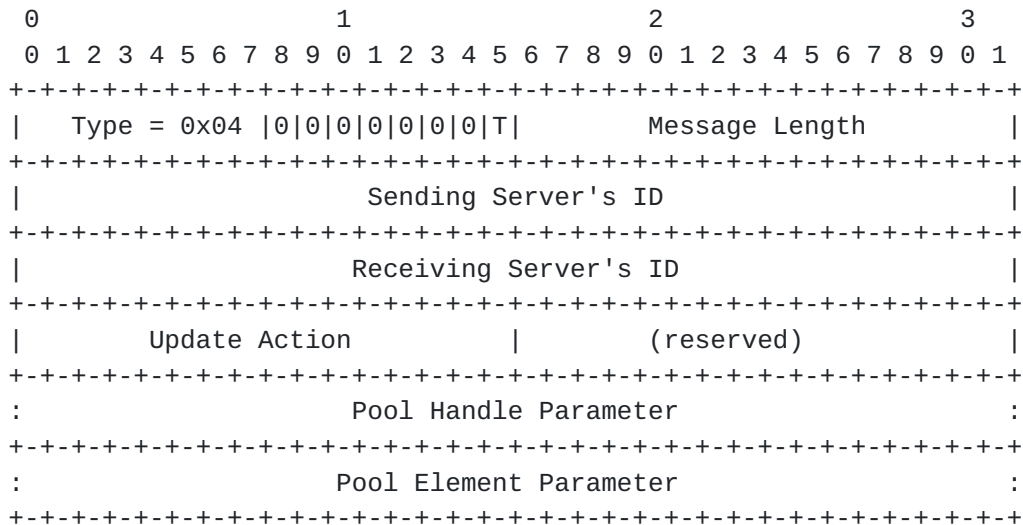 0                   1                   2                   3
 0 1 2 3 4 5 6 7 8 9 0 1 2 3 4 5 6 7 8 9 0 1 2 3 4 5 6 7 8 9 0 1
+-+-+-+-+-+-+-+-+-+-+-+-+-+-+-+-+-+-+-+-+-+-+-+-+-+-+-+-+-+-+-+-+
|   Type = 0x04 |0|0|0|0|0|0|0|T|        Message Length         |
+-+-+-+-+-+-+-+-+-+-+-+-+-+-+-+-+-+-+-+-+-+-+-+-+-+-+-+-+-+-+-+-+
|                      Sending Server's ID                      |
+-+-+-+-+-+-+-+-+-+-+-+-+-+-+-+-+-+-+-+-+-+-+-+-+-+-+-+-+-+-+-+-+
|                     Receiving Server's ID                     |
+-+-+-+-+-+-+-+-+-+-+-+-+-+-+-+-+-+-+-+-+-+-+-+-+-+-+-+-+-+-+-+-+
|        Update Action          |        (reserved)             |
+-+-+-+-+-+-+-+-+-+-+-+-+-+-+-+-+-+-+-+-+-+-+-+-+-+-+-+-+-+-+-+-+
:                     Pool Handle Parameter                     :
+-+-+-+-+-+-+-+-+-+-+-+-+-+-+-+-+-+-+-+-+-+-+-+-+-+-+-+-+-+-+-+-+
:                    Pool Element Parameter                     :
+-+-+-+-+-+-+-+-+-+-+-+-+-+-+-+-+-+-+-+-+-+-+-+-+-+-+-+-+-+-+-+-+